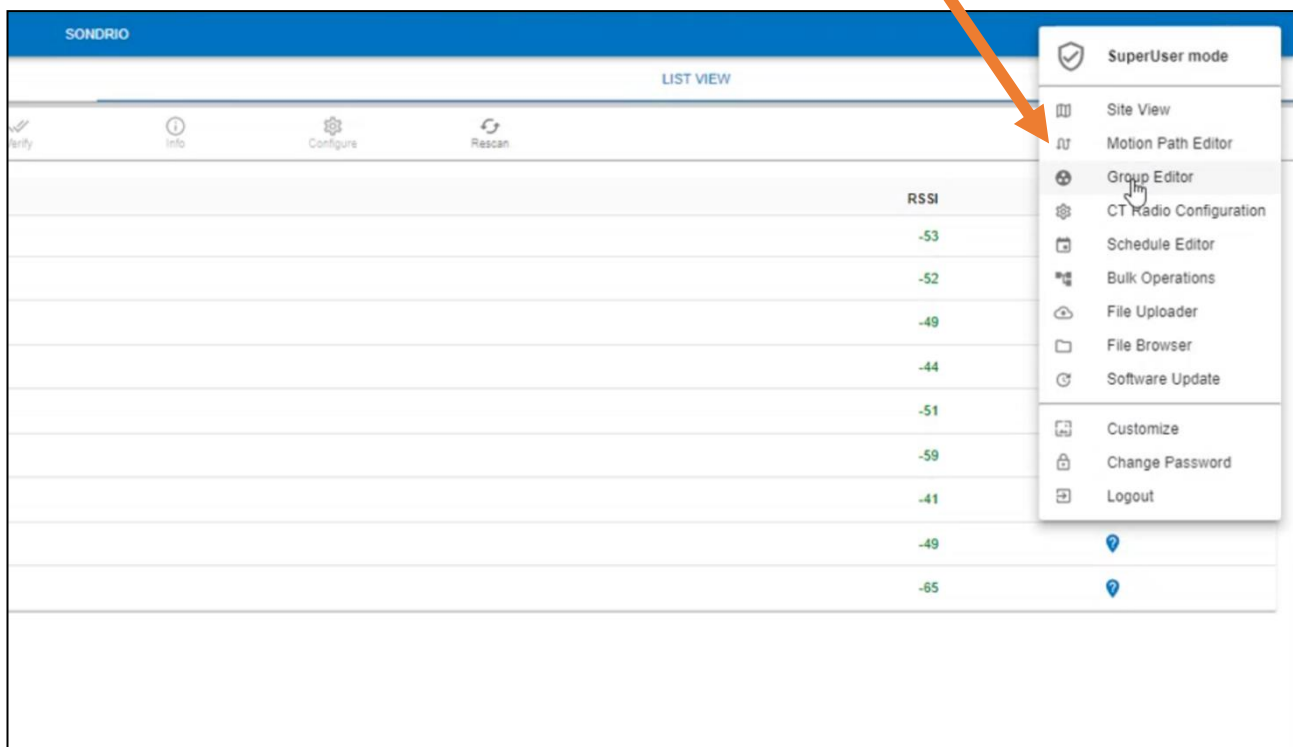 SONDRIO
SuperUser mode
LIST VIEW
Site View
Info
Configure
Rescan
Motion Path Editor
Group Editor
RSSI
CT Radio Configuration
-53
Schedule Editor
-52
Bulk Operations
File Uploader
-49
File Browser
-44
Software Update
-51
Customize
-59
Change Password
-41
Logout
-49
-65